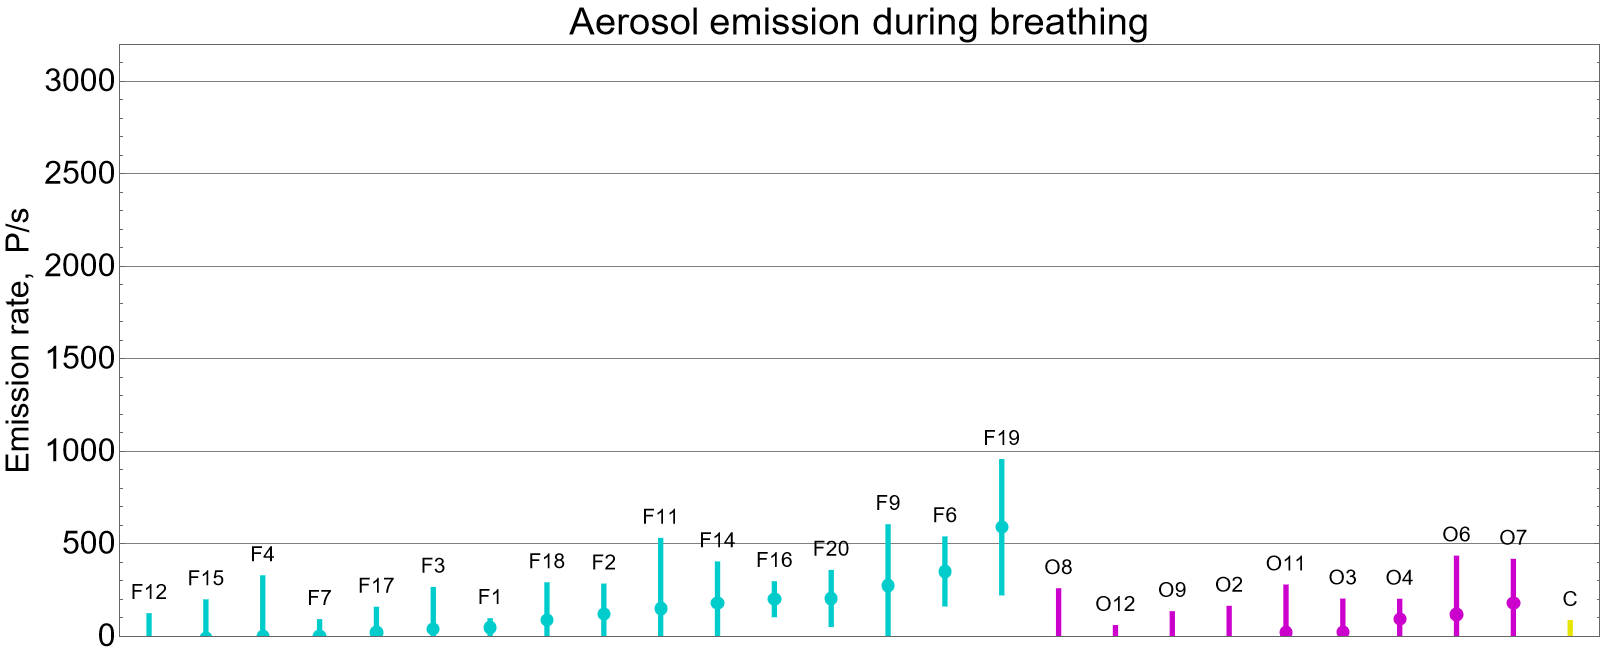 Aerosol emission during breathing
Emission rate, P/s
3000
2500
2000
1500
1000
500
0
F12
F15
F4
F7
F17
F3
F1
F18
F2
F11
F14
F16
F20
F9
F6
F19
O8
O12
O9
O2
O11
O3
O4
O6
O7
C